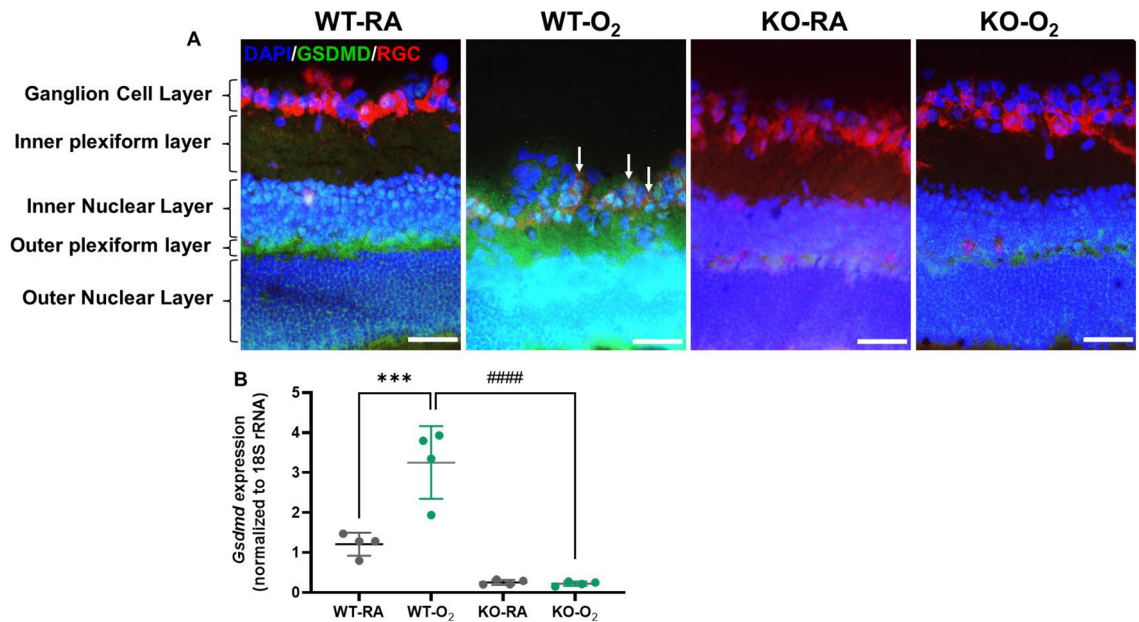 WT-RA WT-O₂ KO-RA KO-O₂
A
DAPI/GSDMD/RGC
Ganglion Cell Layer
Inner plexiform layer
Inner Nuclear Layer
Outer plexiform layer
Outer Nuclear Layer
B
*** ####
Gsdmd expression
(normalized to 18S rRNA)
5
4
3
2
1
0
WT-RA WT-O₂ KO-RA KO-O₂